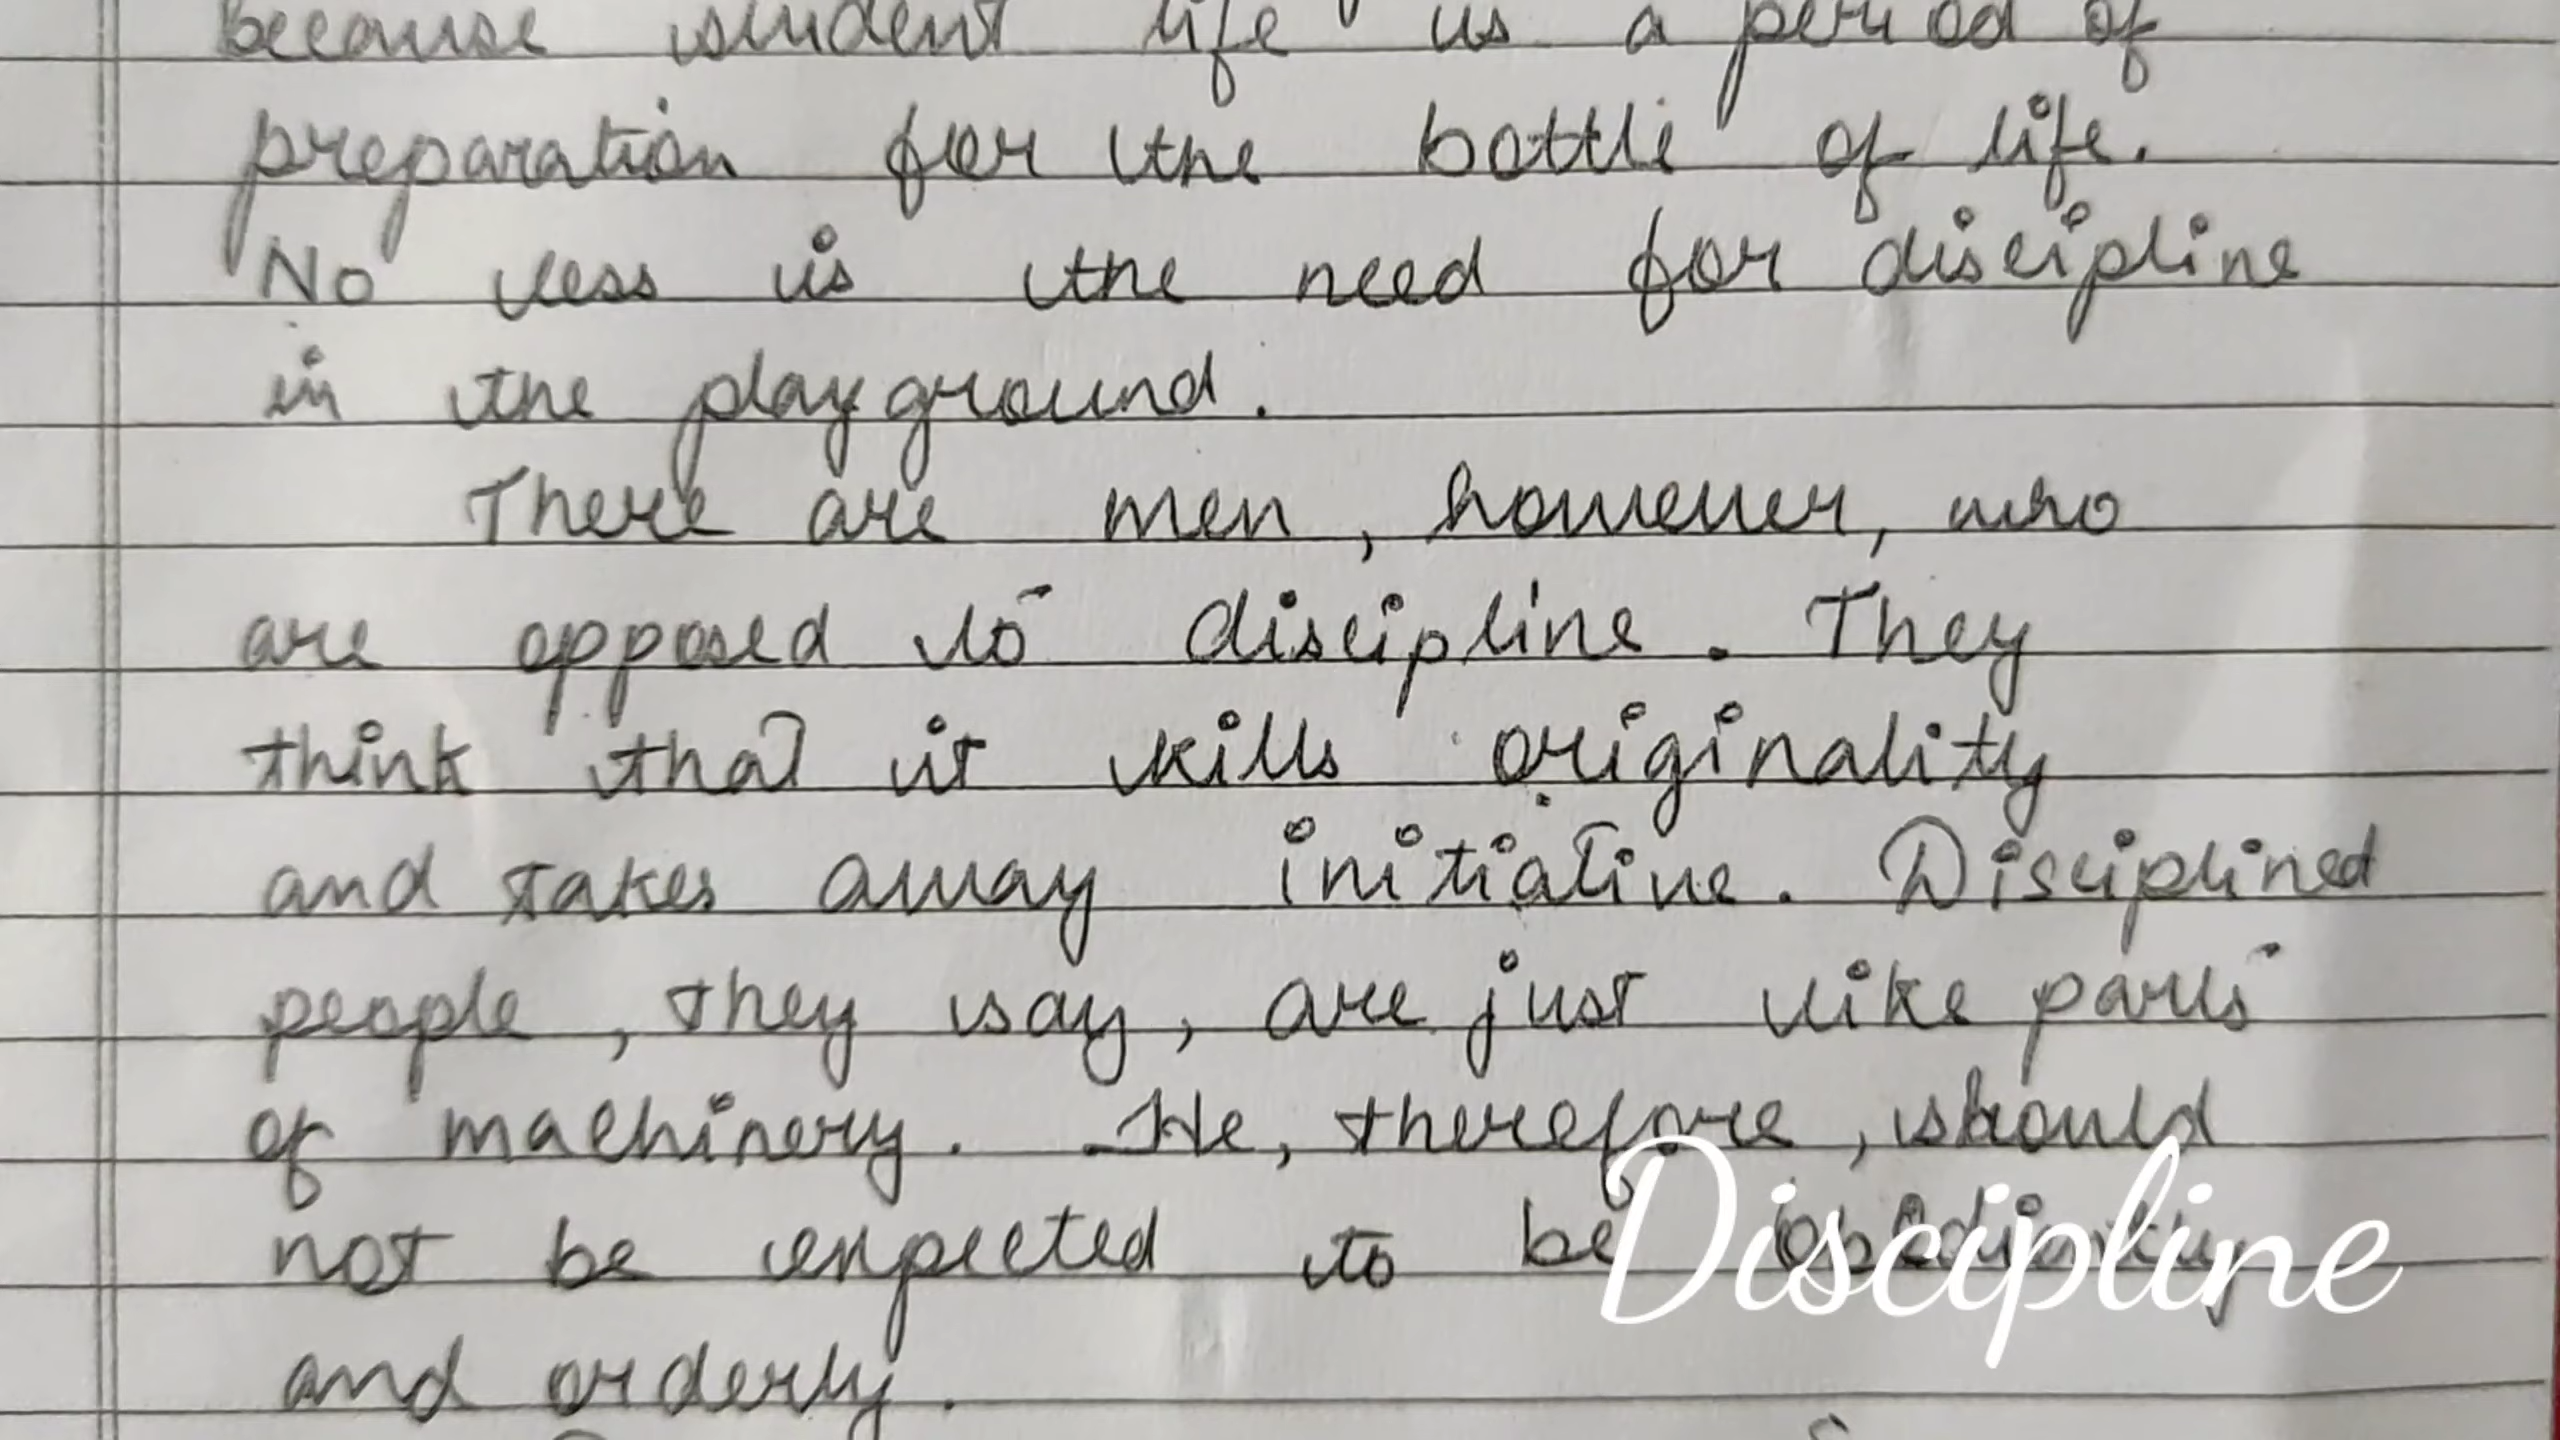 because student life is a period of
preparation for the bottle of life.
No less is the need for discipline
in the playground.
There are men, however, who
are opposed to discipline. They
think that it kills originality
and takes away initiative. Disciplined
people, they say, are just like parts
of machinery. He, therefore, should
not be expected to be
Discipline
and orderly.